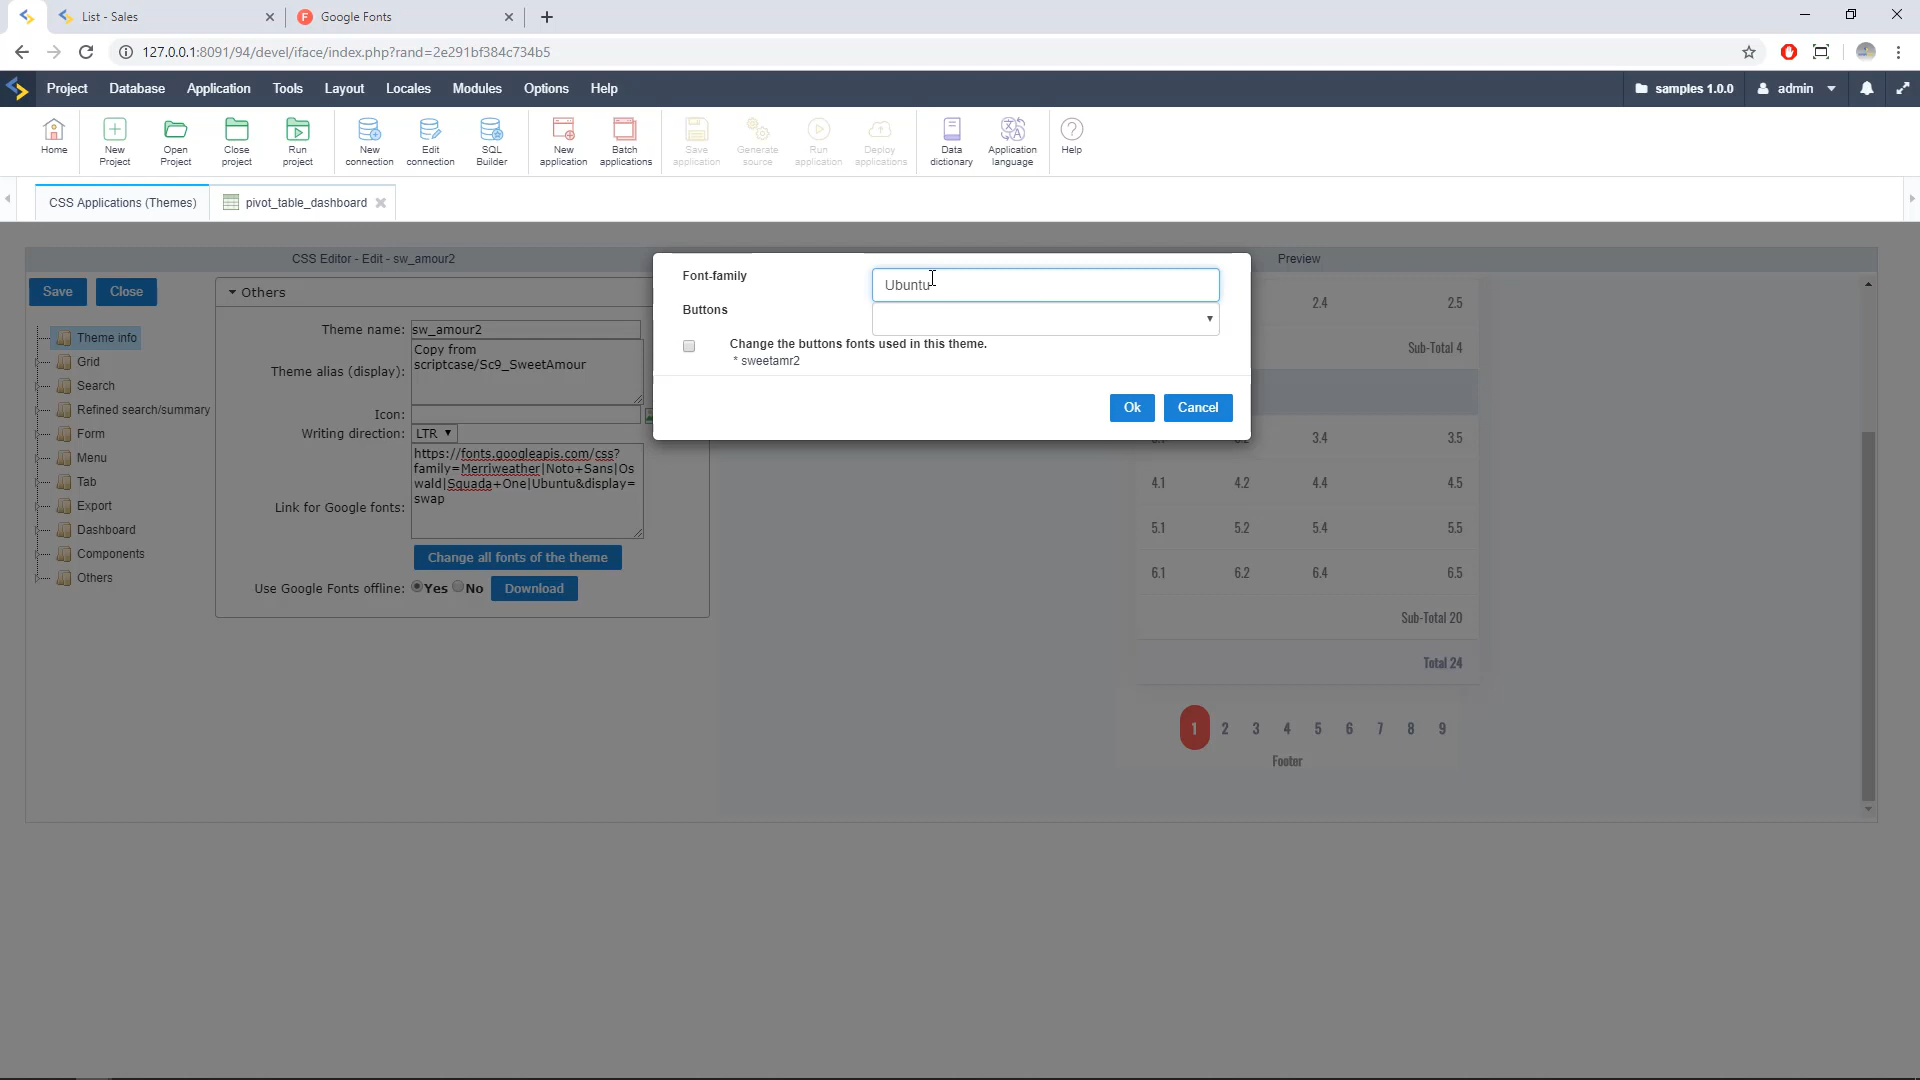 List - Sales
Google Fonts
127.0.0.1:8091/94/devel/iface/index.php?rand=2e291bf384c734b5
Project
Database
Application
Tools
Layout
Locales
Modules
Options
Help
samples 1.0.0
admin
Home
New
Project
Open
Project
Close
project
Run
project
New
connection
Edit
connection
SQL
Builder
New
application
Batch
applications
Save
application
Generate
source
Run
application
Deploy
applications
Data
dictionary
Application
language
Help
CSS Applications (Themes)
pivot_table_dashboard
CSS Editor - Edit - sw_amour2
Preview
Save
Close
Theme info
Grid
Search
Refined search/summary
Form
Menu
Tab
Export
Dashboard
Components
Others
Others
Theme name: sw_amour2
Theme alias (display):
Copy from
scriptcase/Sc9_SweetAmour
Icon:
Writing direction: LTR
Link for Google fonts:
https://fonts.googleapis.com/css?
family=Merriweather|Noto+Sans|Os
wald|Squada+One|Ubuntu&display=
swap
Change all fonts of the theme
Use Google Fonts offline: Yes No Download
Font-family
Ubuntu
Buttons
Change the buttons fonts used in this theme.
* sweetamr2
Ok
Cancel
2.4 2.5
Sub-Total 4
3.4 3.5
4.1 4.2 4.4 4.5
5.1 5.2 5.4 5.5
6.1 6.2 6.4 6.5
Sub-Total 20
Total 24
1 2 3 4 5 6 7 8 9
Footer